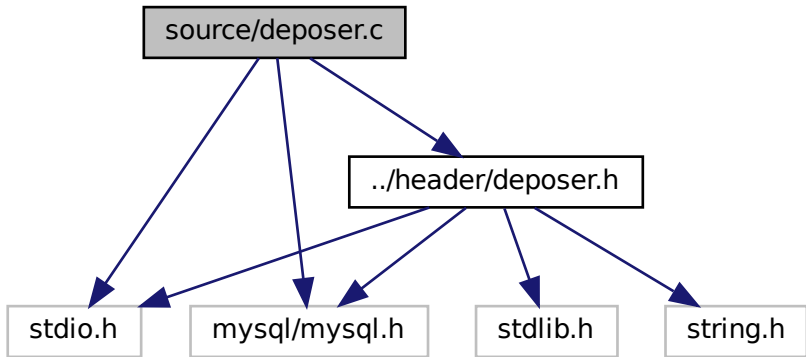 source/deposer.c
../header/deposer.h
stdio.h
mysql/mysql.h
stdlib.h
string.h